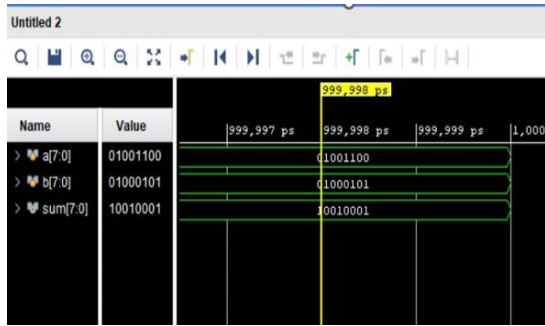 Untitled 2
999,998 ps
Name Value 999,997 ps 999,998 ps 999,999 ps 1,000
a[7:0] 01001100 01001100
b[7:0] 01000101 01000101
sum[7:0] 10010001 10010001